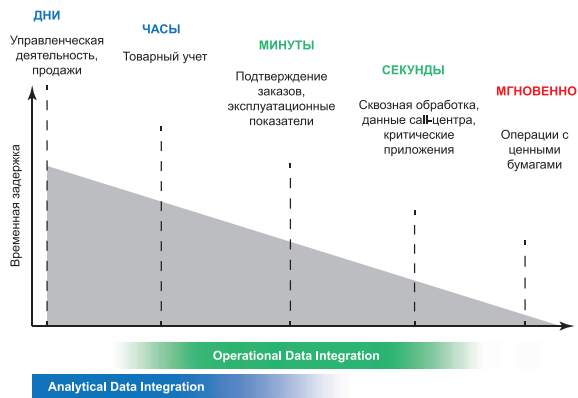 ДНИ
Управленческая
деятельность,
продажи
ЧАСЫ
Товарный учет
МИНУТЫ
Подтверждение
заказов,
эксплуатационные
показатели
СЕКУНДЫ
Сквозная обработка,
данные call-центра,
критические
приложения
МГНОВЕННО
Операции с
ценными
бумагами
Временная задержка
Operational Data Integration
Analytical Data Integration